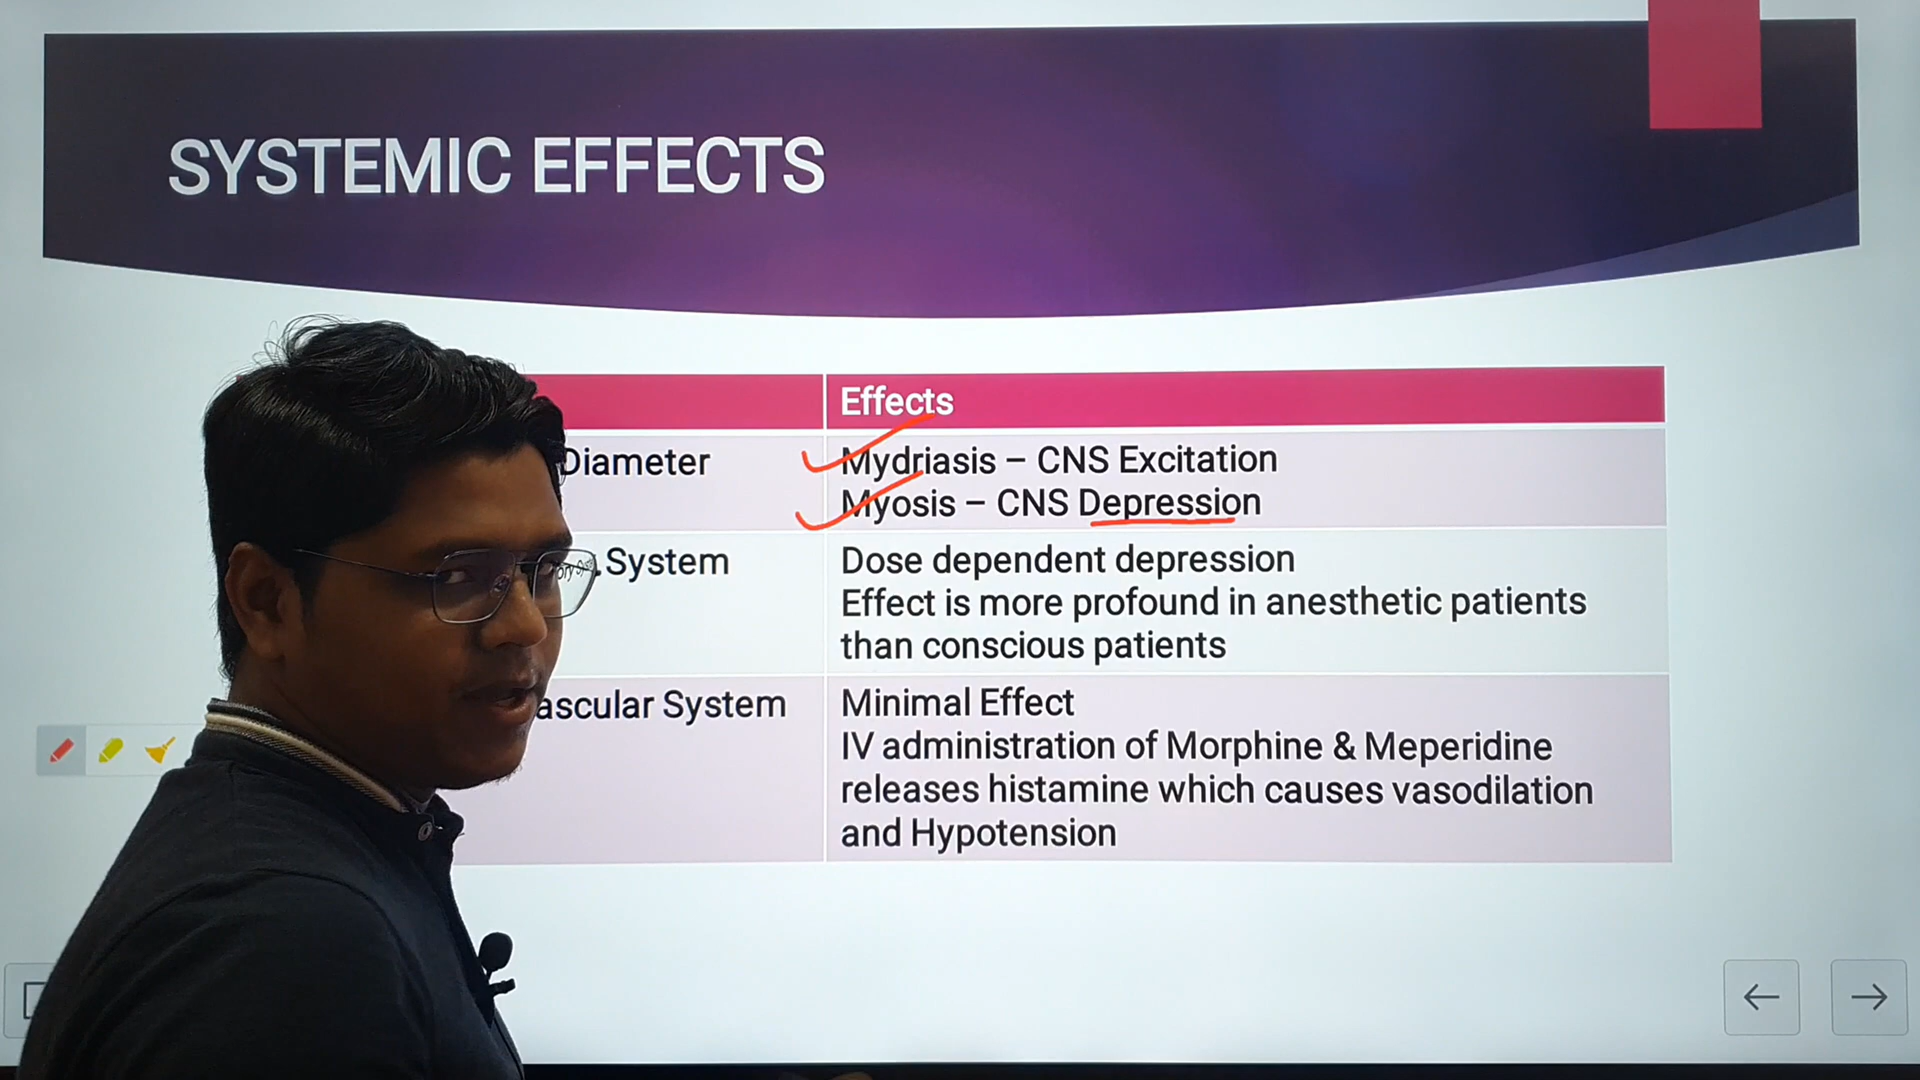 SYSTEMIC EFFECTS
Effects
Diameter
Mydriasis – CNS Excitation
Myosis – CNS Depression
System
Dose dependent depression
Effect is more profound in anesthetic patients
than conscious patients
ascular System
Minimal Effect
IV administration of Morphine & Meperidine
releases histamine which causes vasodilation
and Hypotension